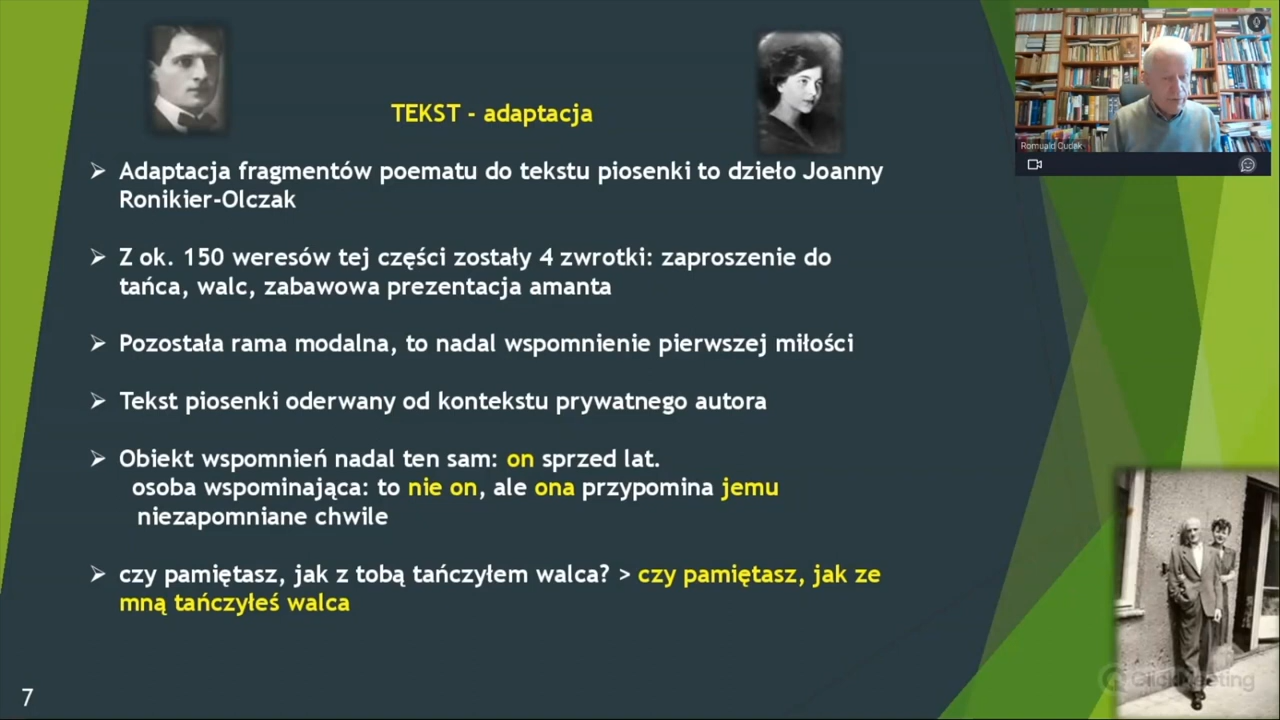 TEKST - adaptacja
Adaptacja fragmentów poematu do tekstu piosenki to dzieło Joanny
Ronikier-Olczak
Z ok. 150 weresów tej części zostały 4 zwrotki: zaproszenie do
tańca, walc, zabawowa prezentacja amanta
Pozostała rama modalna, to nadal wspomnienie pierwszej miłości
Tekst piosenki oderwany od kontekstu prywatnego autora
Obiekt wspomnień nadal ten sam: on sprzed lat.
osoba wspominająca: to nie on, ale ona przypomina jemu
niezapomniane chwile
czy pamiętasz, jak z tobą tańczyłem walca? > czy pamiętasz, jak ze
mną tańczyłeś walca
7
Romuald Cudak
ClickMeeting